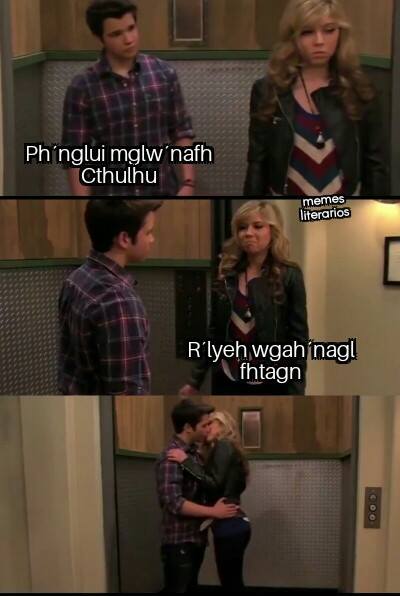 Ph´nglui mglw´nafh
Cthulhu
memes
literarios
R´lyeh wgah´nagl
fhtagn